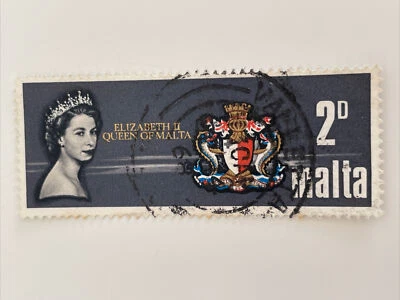 ELIZABETH II
QUEEN OF MALTA
2D
malta